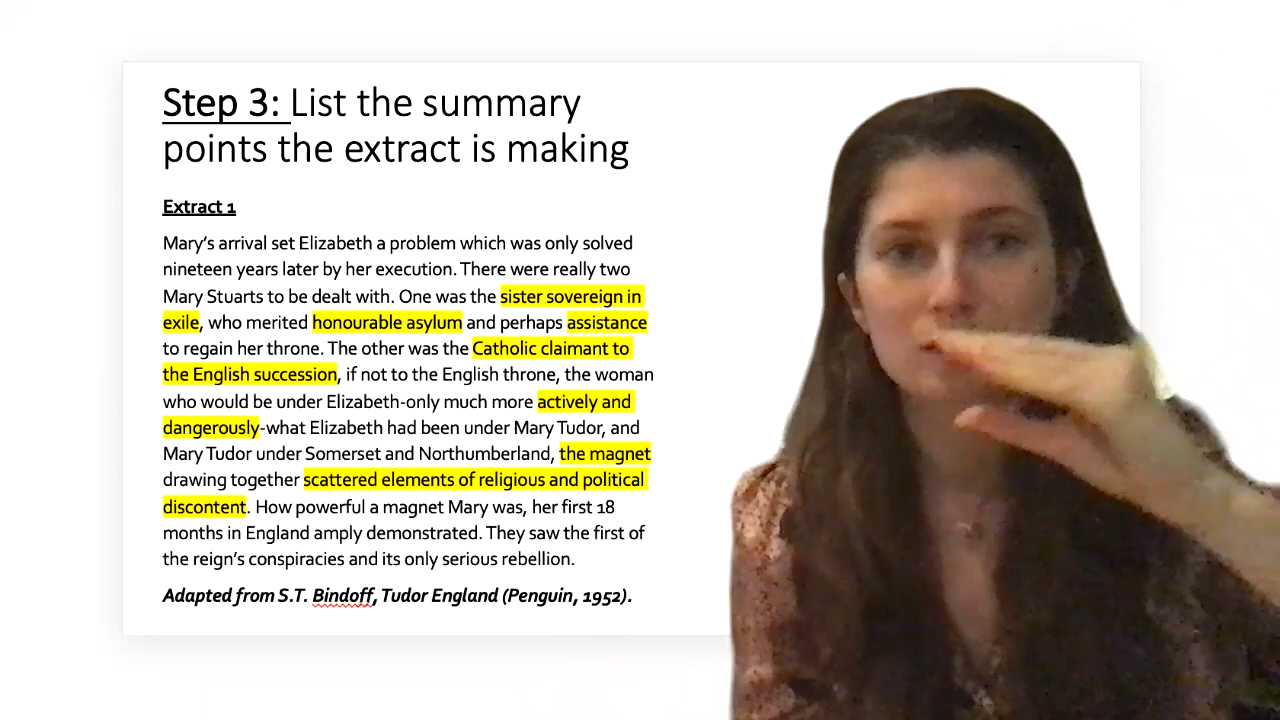 Step 3: List the summary
points the extract is making
Extract 1
Mary's arrival set Elizabeth a problem which was only solved
nineteen years later by her execution. There were really two
Mary Stuarts to be dealt with. One was the sister sovereign in
exile, who merited honourable asylum and perhaps assistance
to regain her throne. The other was the Catholic claimant to
the English succession, if not to the English throne, the woman
who would be under Elizabeth-only much more actively and
dangerously-what Elizabeth had been under Mary Tudor, and
Mary Tudor under Somerset and Northumberland, the magnet
drawing together scattered elements of religious and political
discontent. How powerful a magnet Mary was, her first 18
months in England amply demonstrated. They saw the first of
the reign's conspiracies and its only serious rebellion.
Adapted from S.T. Bindoff, Tudor England (Penguin, 1952).